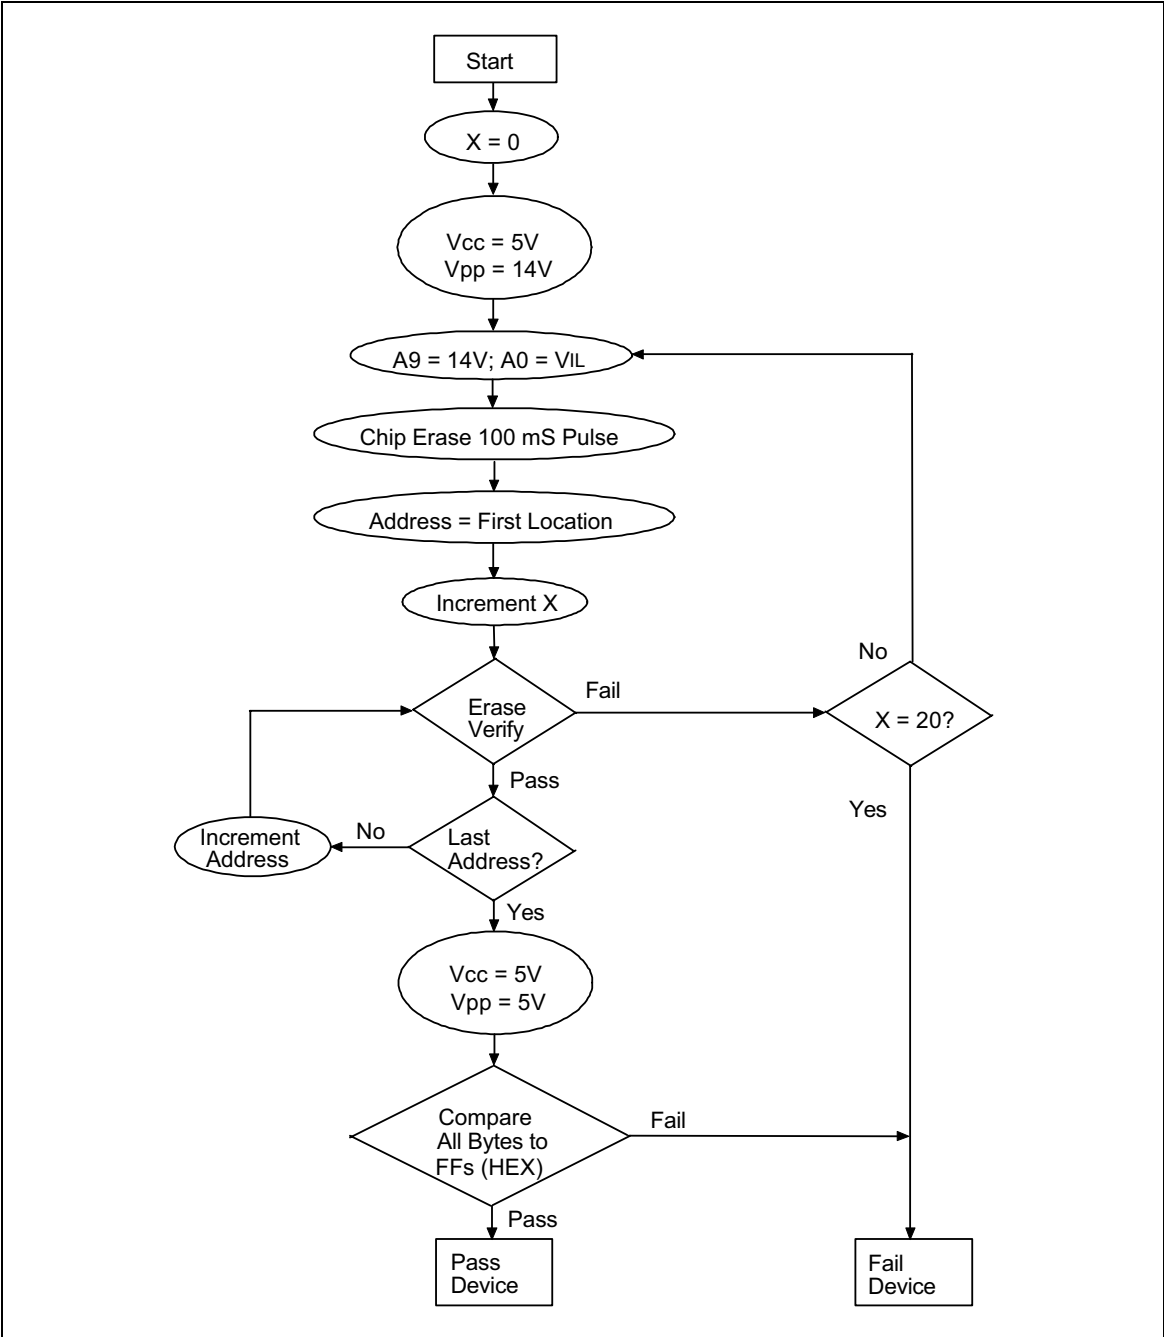 Start
X = 0
Vcc = 5V
Vpp = 14V
A9 = 14V; A0 = VIL
Chip Erase 100 mS Pulse
Address = First Location
Increment X
Erase
Verify
Fail
No
X = 20?
Yes
Pass
Last
Address?
No
Increment
Address
Yes
Vcc = 5V
Vpp = 5V
Compare
All Bytes to
FFs (HEX)
Fail
Pass
Pass
Device
Fail
Device